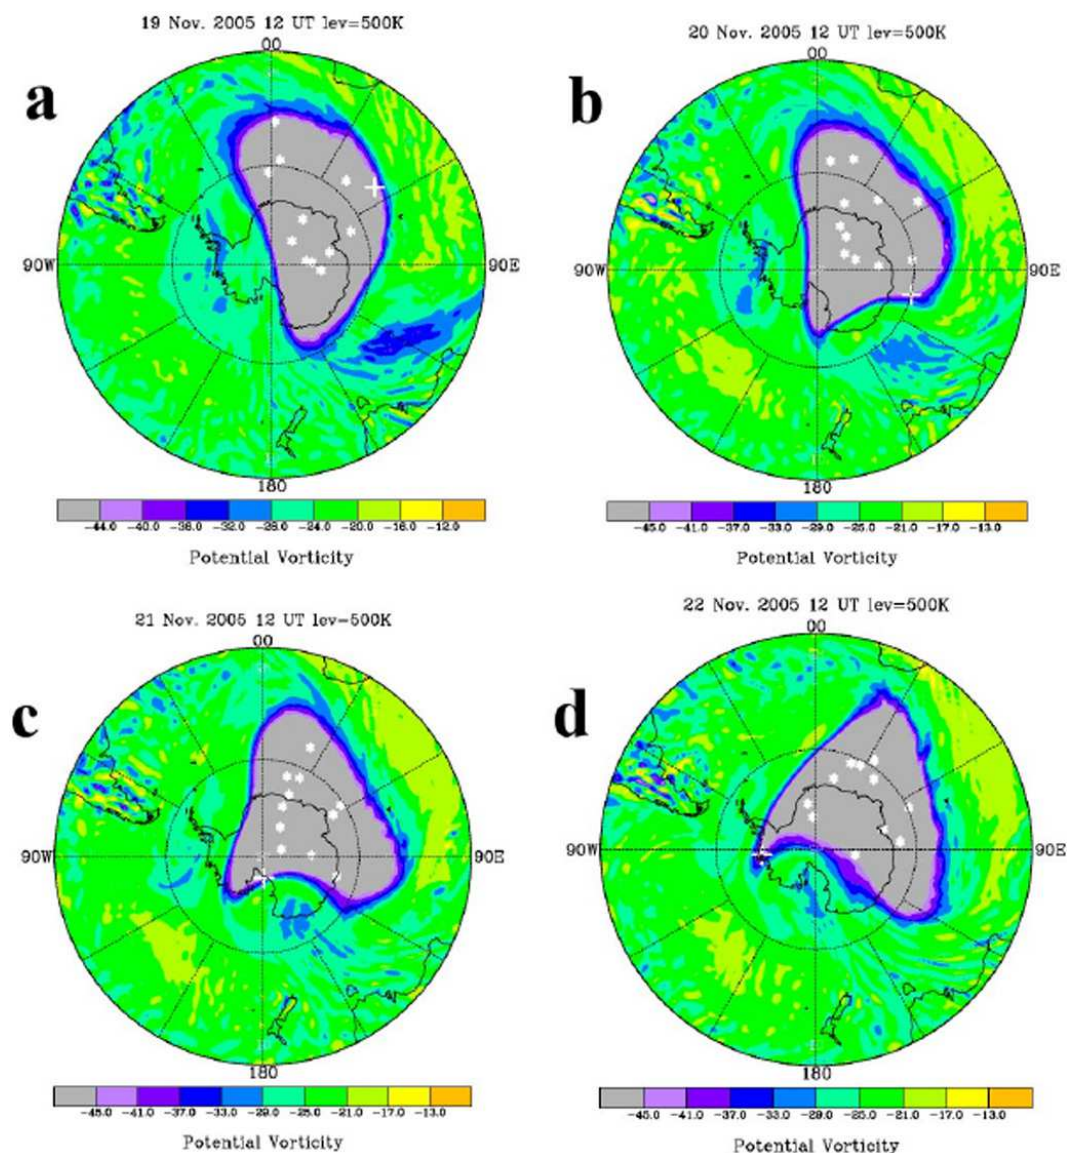 19 Nov. 2005 12 UT lev=500K
00
a
90W
90E
180
-44.0 -40.0 -36.0 -32.0 -28.0 -24.0 -20.0 -16.0 -12.0
Potential Vorticity
20 Nov. 2005 12 UT lev=500K
00
b
90W
90E
180
-45.0 -41.0 -37.0 -33.0 -29.0 -25.0 -21.0 -17.0 -13.0
Potential Vorticity
21 Nov. 2005 12 UT lev=500K
00
c
90W
90E
180
-45.0 -41.0 -37.0 -33.0 -29.0 -25.0 -21.0 -17.0 -13.0
Potential Vorticity
22 Nov. 2005 12 UT lev=500K
00
d
90W
90E
180
-45.0 -41.0 -37.0 -33.0 -29.0 -25.0 -21.0 -17.0 -13.0
Potential Vorticity